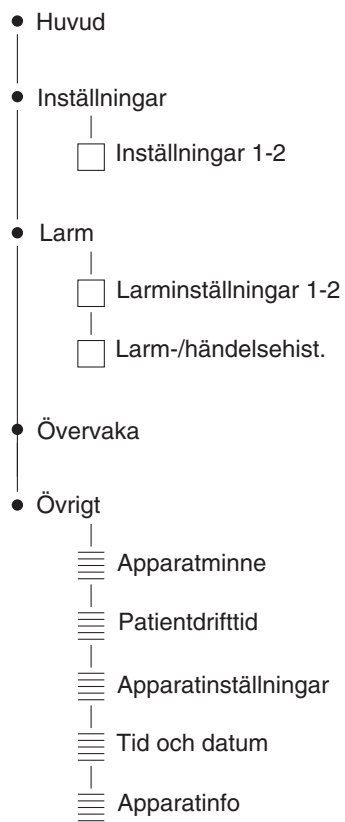 Huvud
Inställningar
Inställningar 1-2
Larm
Larminställningar 1-2
Larm-/händelsehist.
Övervaka
Övrigt
Apparatminne
Patientdrifttid
Apparatinställningar
Tid och datum
Apparatinfo